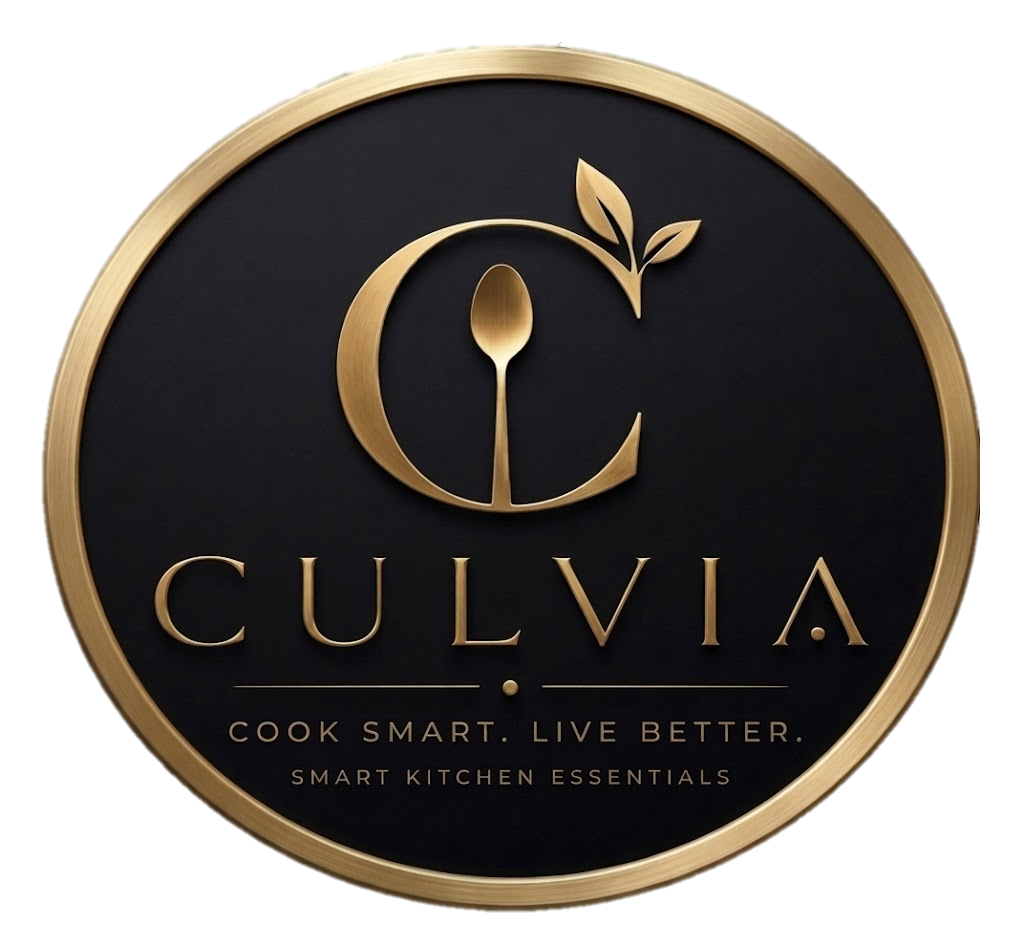 CULVIA
COOK SMART. LIVE BETTER.
SMART KITCHEN ESSENTIALS